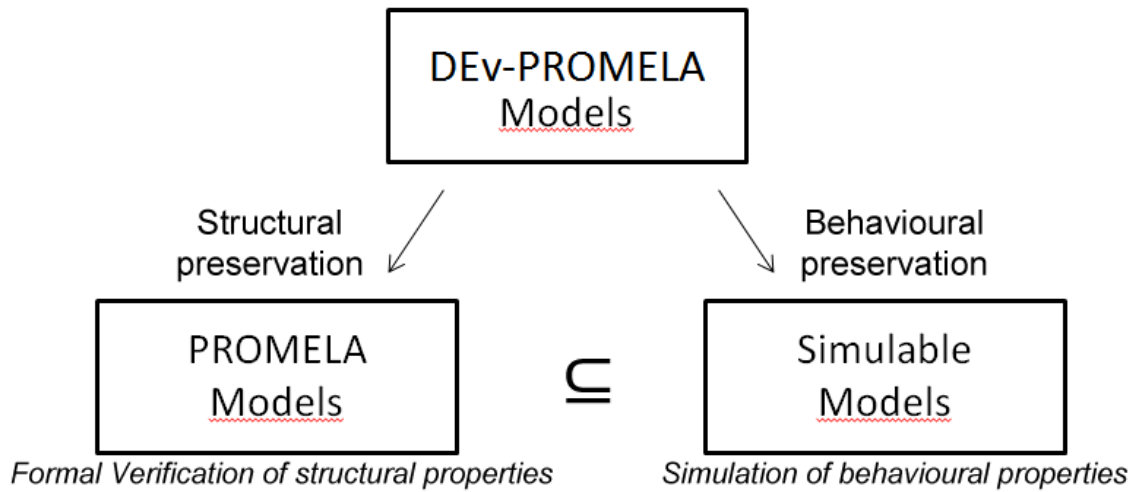 DEv-PROMELA
Models
Structural
preservation
Behavioural
preservation
PROMELA
Models
⊆
Simulable
Models
Formal Verification of structural properties
Simulation of behavioural properties